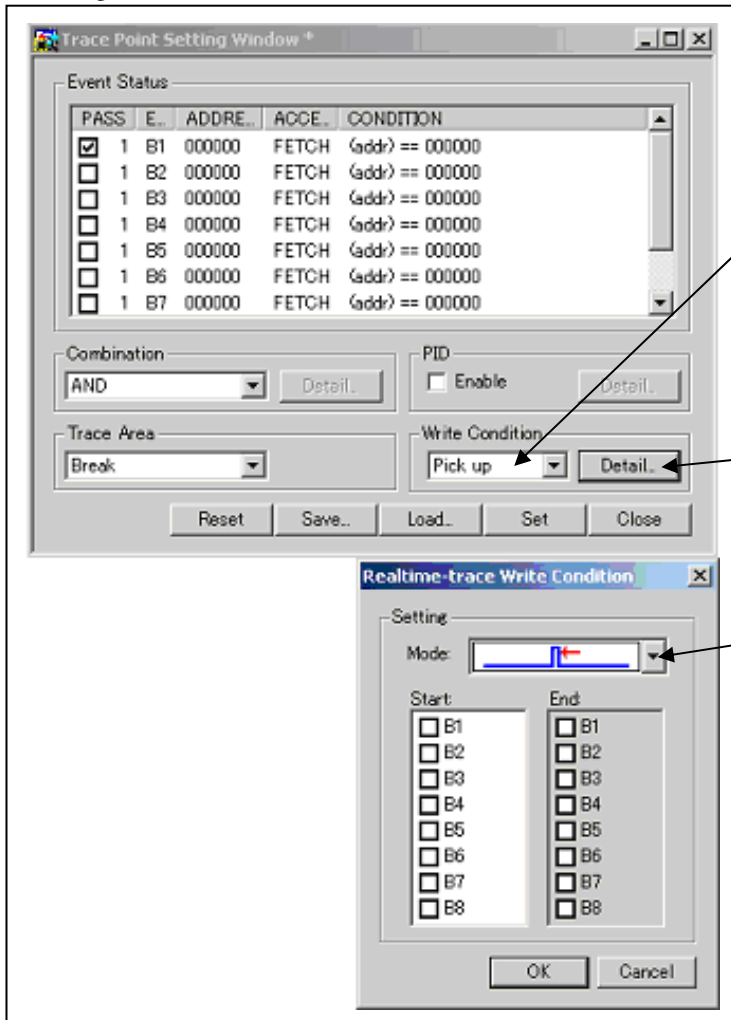 Trace Point Setting Window *
Event Status
PASS E.. ADDRE.. ACCE.. CONDITION
1 B1 000000 FETCH (addr) == 000000
1 B2 000000 FETCH (addr) == 000000
1 B3 000000 FETCH (addr) == 000000
1 B4 000000 FETCH (addr) == 000000
1 B5 000000 FETCH (addr) == 000000
1 B6 000000 FETCH (addr) == 000000
1 B7 000000 FETCH (addr) == 000000
Combination
PID
AND
Detail..
Enable
Detail..
Trace Area
Write Condition
Break
Pick up
Detail..
Reset Save.. Load.. Set Close
Realtime-trace Write Condition
Setting
Mode:
Start: End:
B1 B1
B2 B2
B3 B3
B4 B4
B5 B5
B6 B6
B7 B7
B8 B8
OK Cancel